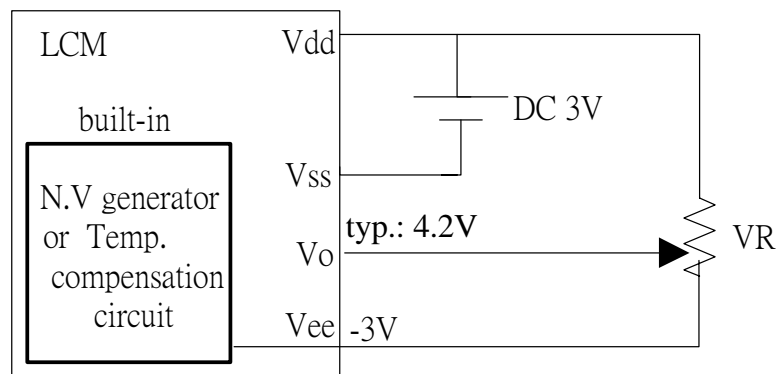 LCM
Vdd
DC 3V
built-in
Vss
N.V generator
or Temp.
compensation
circuit
typ.: 4.2V
Vo
VR
Vee
-3V